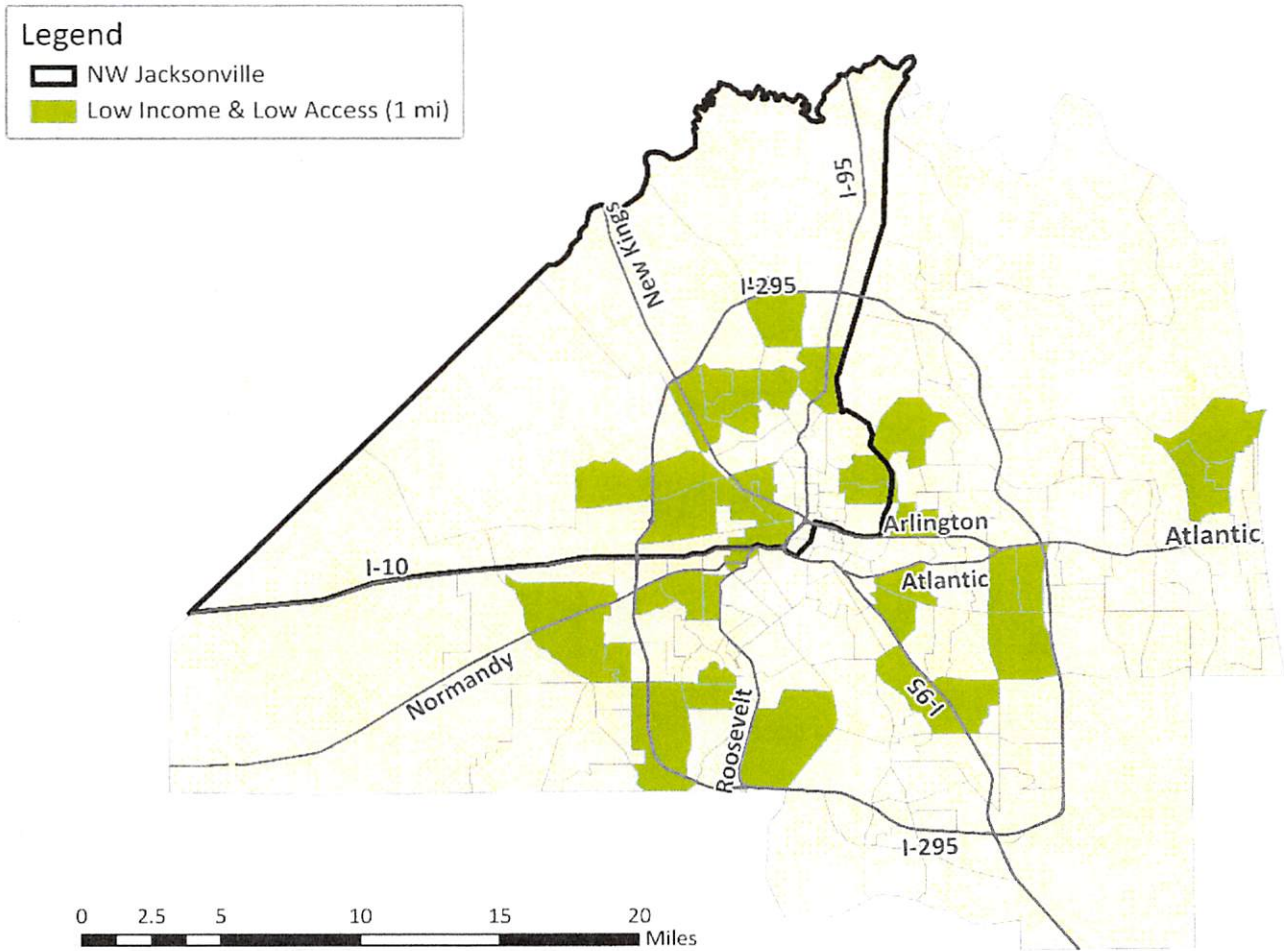 Legend
NW Jacksonville
Low Income & Low Access (1 mi)
I-95
New Kings
I-295
Arlington
Atlantic
I-10
Atlantic
Normandy
I-95
Roosevelt
I-295
0 2.5 5 10 15 20
Miles